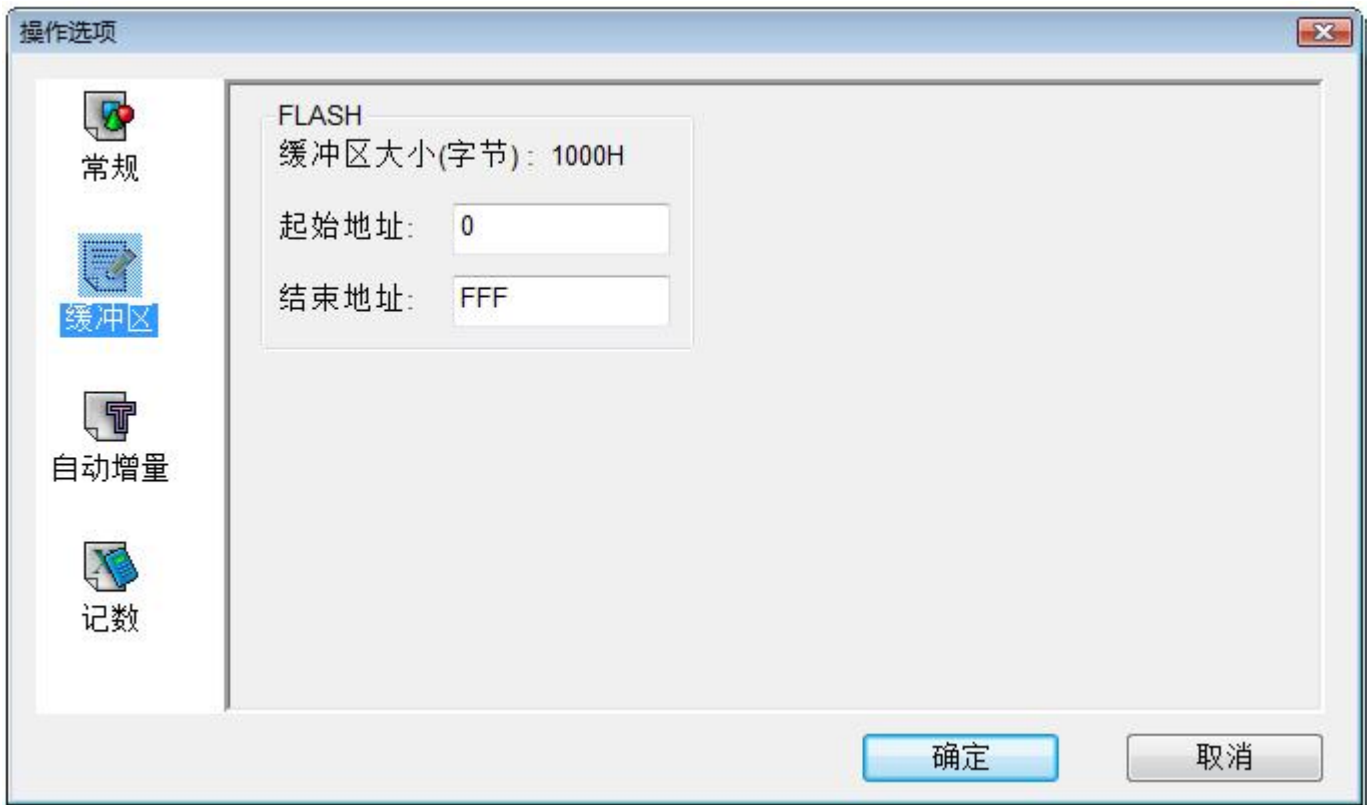 操作选项
常规
缓冲区
自动增量
记数
FLASH
缓冲区大小(字节): 1000H
起始地址: 0
结束地址: FFF
确定 取消